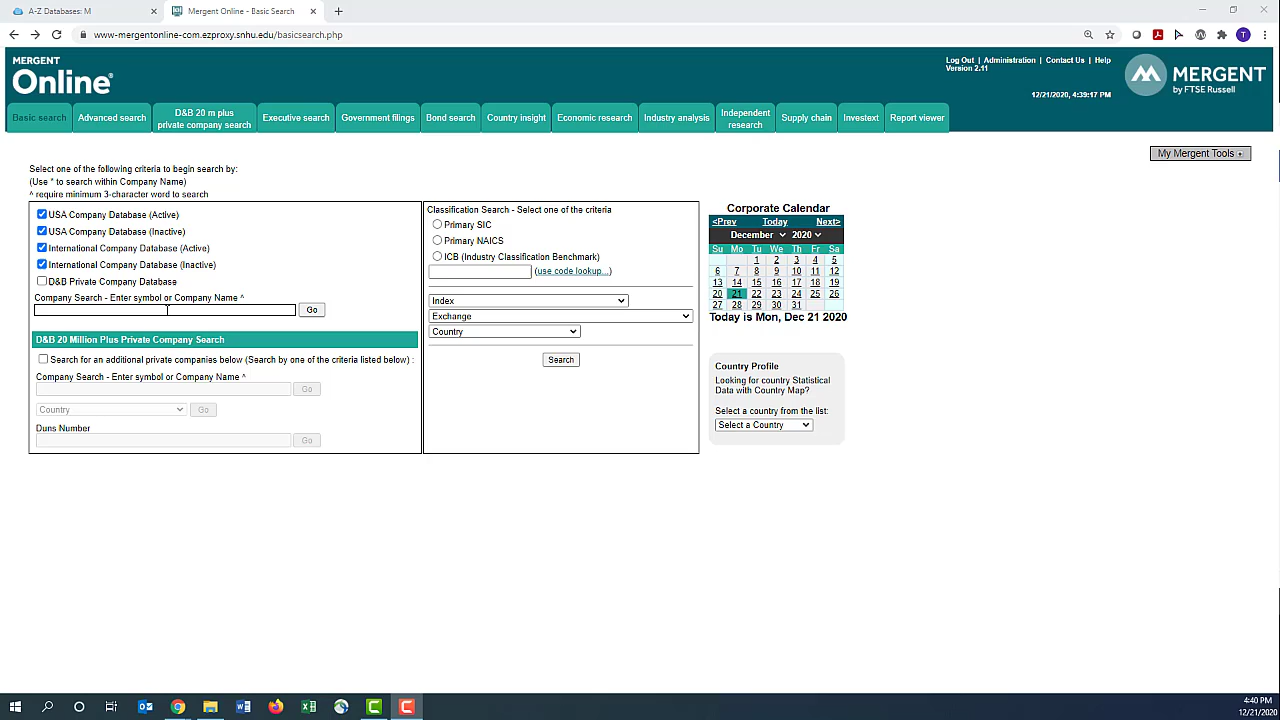 A-Z Databases: M
Mergent Online - Basic Search
www-mergentonline-com.ezproxy.snhu.edu/basicsearch.php
T
MERGENT
Online®
Log Out | Administration | Contact Us | Help
Version 2.11
12/21/2020, 4:39:17 PM
MERGENT
by FTSE Russell
Basic search
Advanced search
D&B 20 m plus
private company search
Executive search
Government filings
Bond search
Country insight
Economic research
Industry analysis
Independent
research
Supply chain
Investext
Report viewer
My Mergent Tools +
Select one of the following criteria to begin search by:
(Use * to search within Company Name)
^ require minimum 3-character word to search
USA Company Database (Active)
USA Company Database (Inactive)
International Company Database (Active)
International Company Database (Inactive)
D&B Private Company Database
Company Search - Enter symbol or Company Name ^
Go
D&B 20 Million Plus Private Company Search
Search for an additional private companies below (Search by one of the criteria listed below) :
Company Search - Enter symbol or Company Name ^
Go
Country
Go
Duns Number
Go
Classification Search - Select one of the criteria
Primary SIC
Primary NAICS
ICB (Industry Classification Benchmark)
(use code lookup...)
Index
Exchange
Country
Search
Corporate Calendar
<Prev Today Next>
December 2020
Su Mo Tu We Th Fr Sa
1 2 3 4 5
6 7 8 9 10 11 12
13 14 15 16 17 18 19
20 21 22 23 24 25 26
27 28 29 30 31
Today is Mon, Dec 21 2020
Country Profile
Looking for country Statistical
Data with Country Map?
Select a country from the list:
Select a Country
4:40 PM
12/21/2020